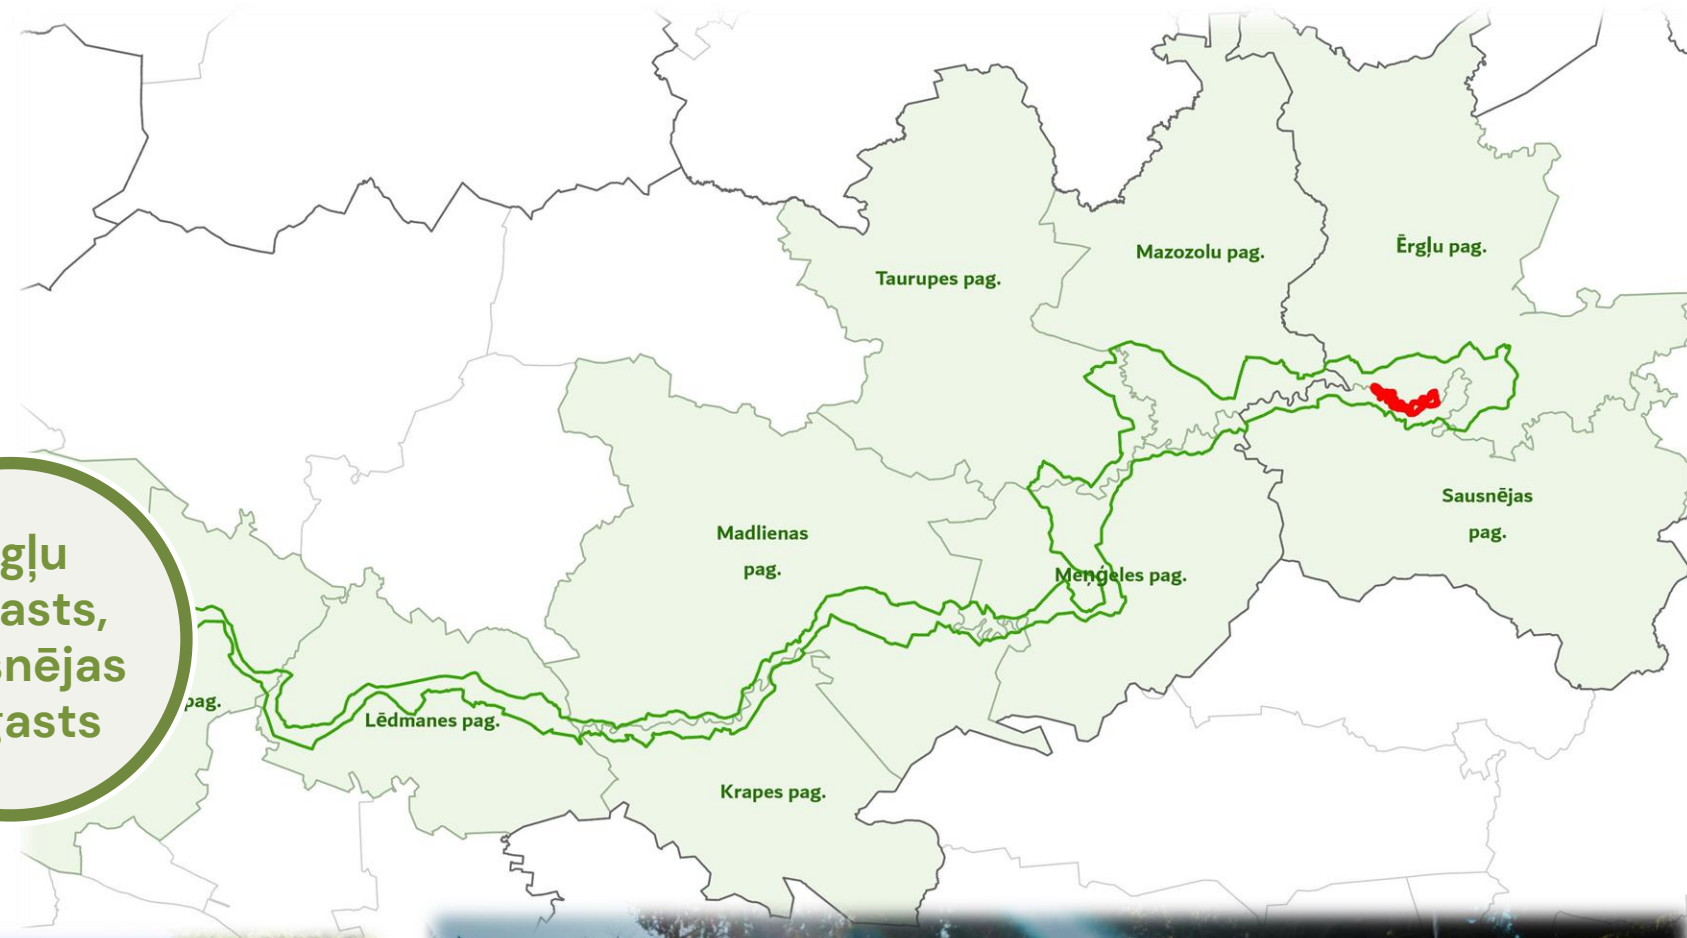 Mazozolu pag.
Ērgļu pag.
Taurupes pag.
Sausnējas
pag.
Madlienas
pag.
Meņģeles pag.
gļu
asts,
snējas
gasts
pag.
Lēdmanes pag.
Krapes pag.